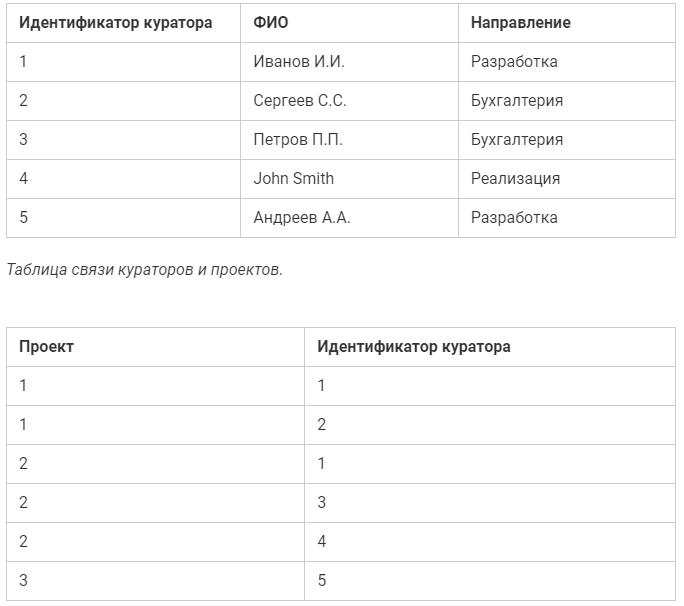 Идентификатор куратора ФИО Направление
1 Иванов И.И. Разработка
2 Сергеев С.С. Бухгалтерия
3 Петров П.П. Бухгалтерия
4 John Smith Реализация
5 Андреев А.А. Разработка
Таблица связи кураторов и проектов.
Проект Идентификатор куратора
1 1
1 2
2 1
2 3
2 4
3 5